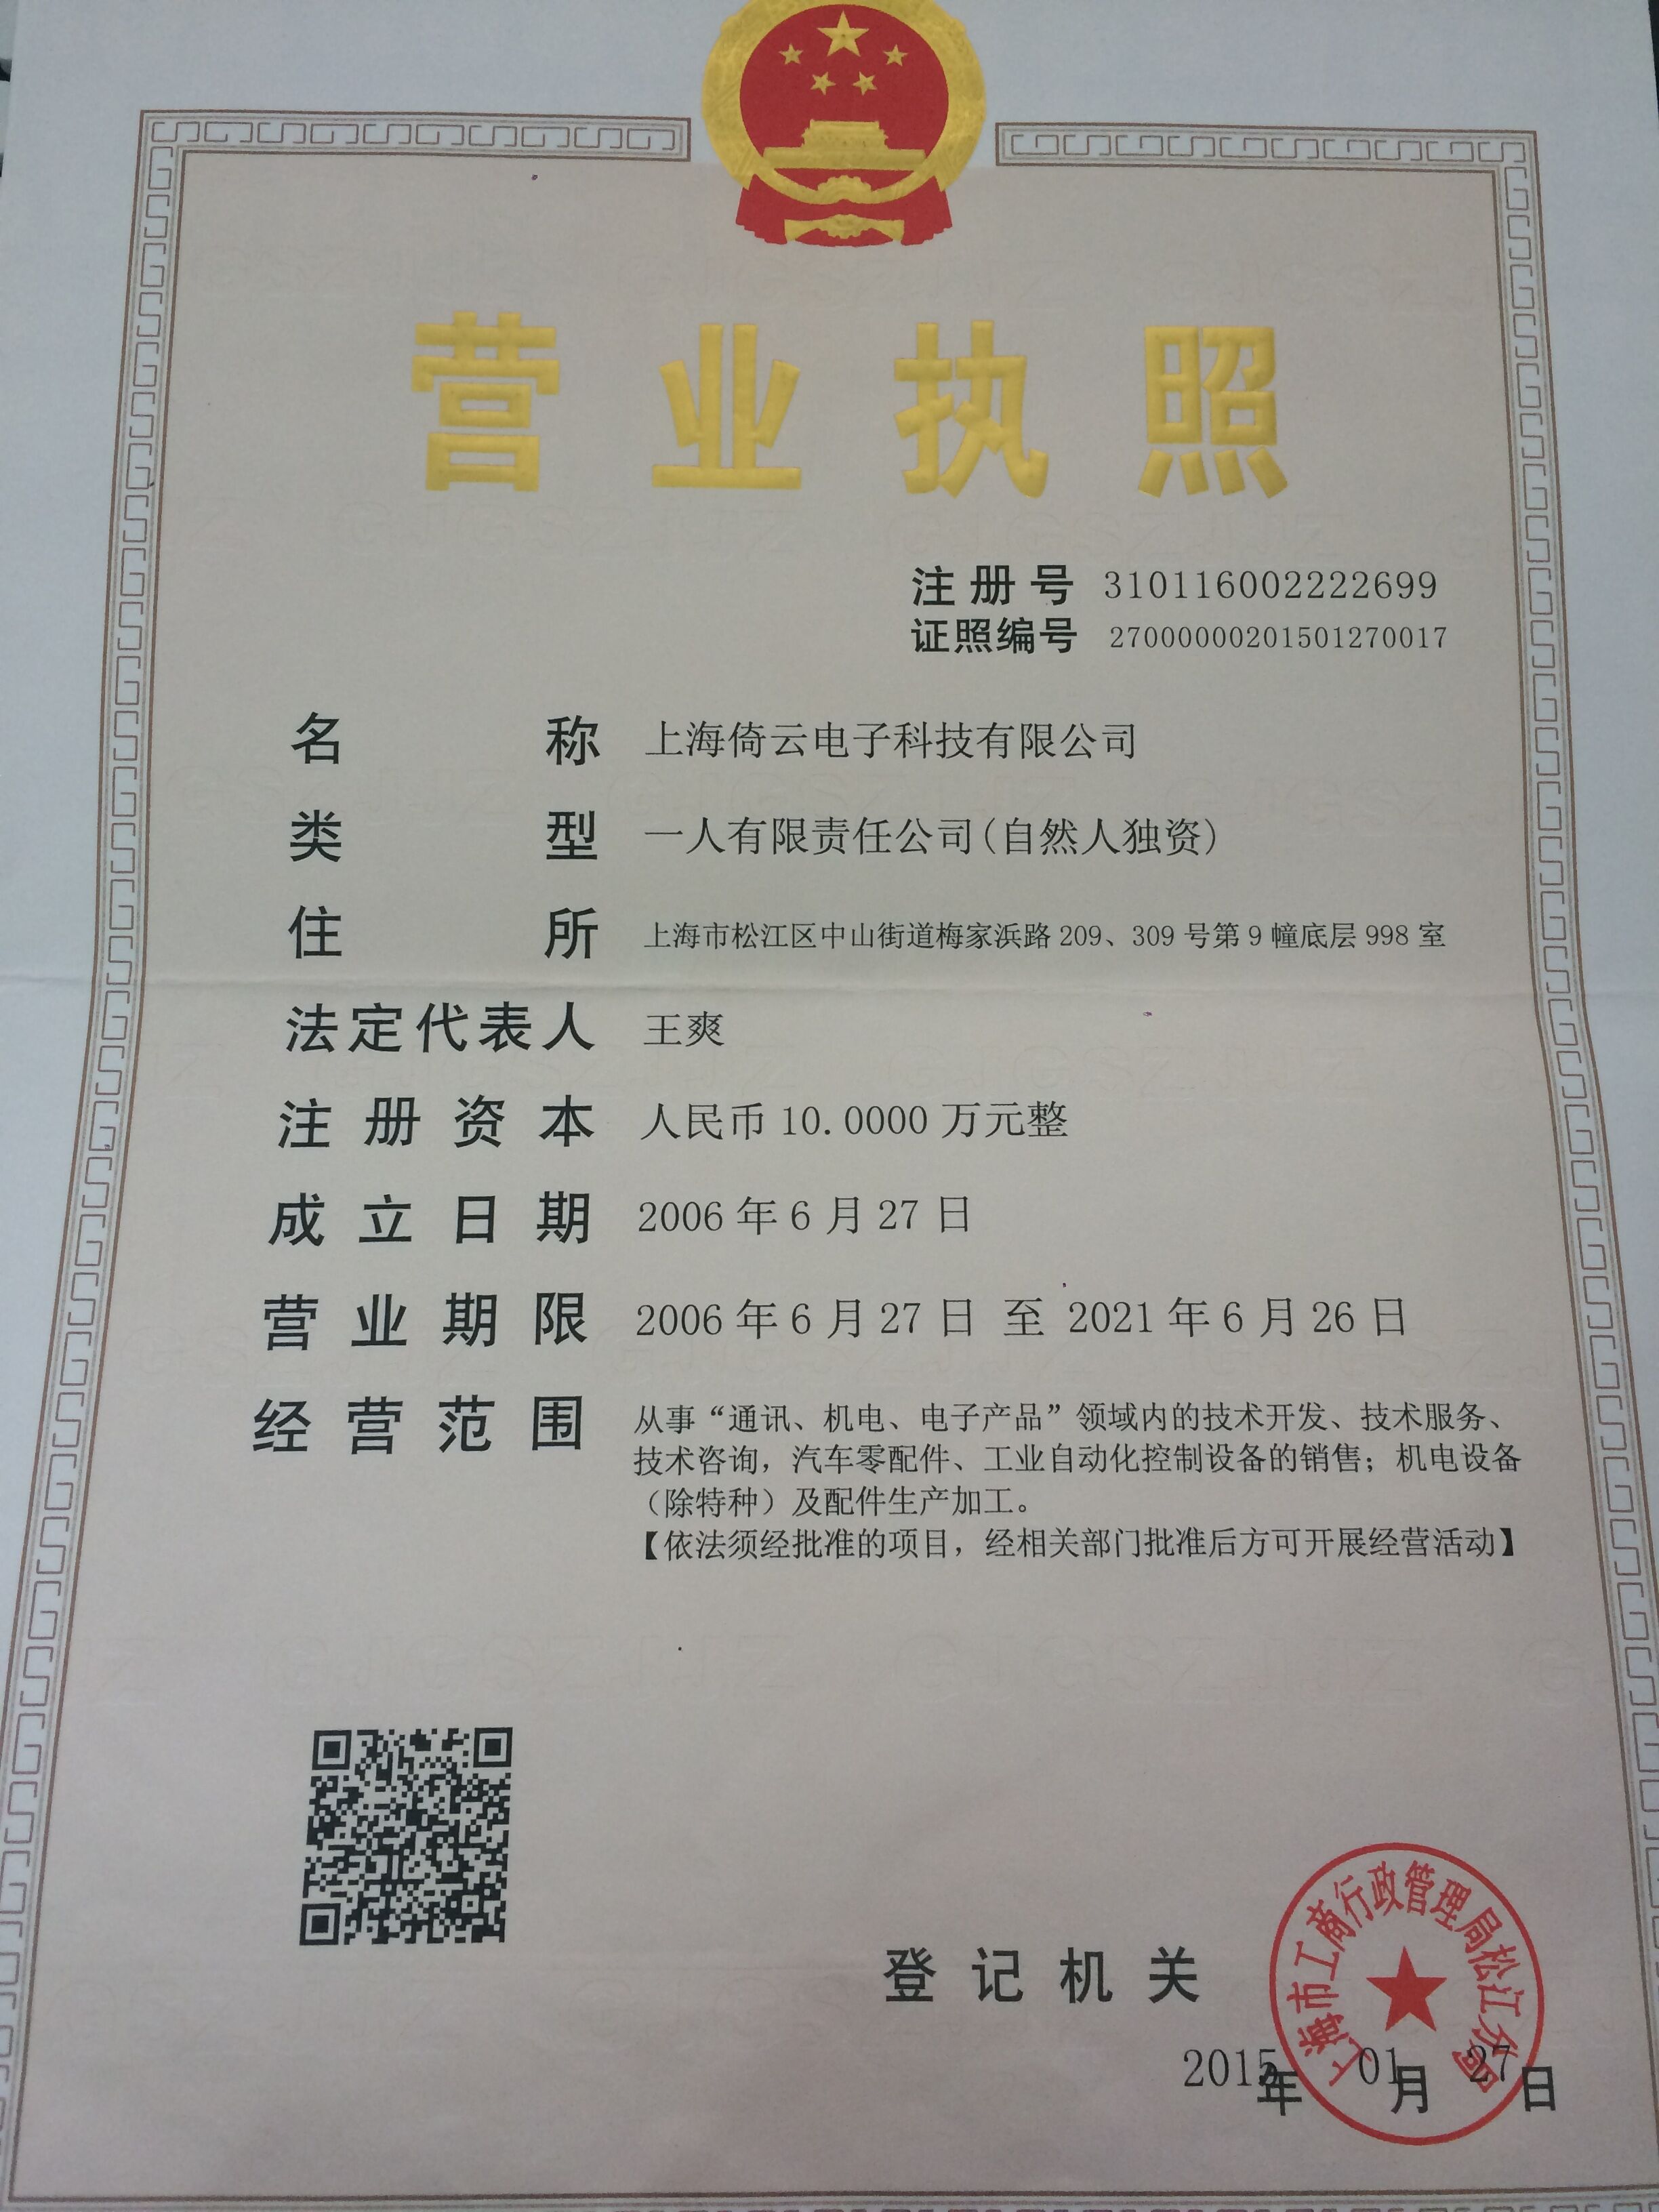 营业执照
注册号 310116002222699
证照编号 27000000201501270017
名称 上海倚云电子科技有限公司
类型 一人有限责任公司(自然人独资)
住所 上海市松江区中山街道梅家浜路209、309号第9幢底层998室
法定代表人 王爽
注册资本 人民币10.0000万元整
成立日期 2006年6月27日
营业期限 2006年6月27日 至 2021年6月26日
经营范围 从事“通讯、机电、电子产品”领域内的技术开发、技术服务、
技术咨询，汽车零配件、工业自动化控制设备的销售；机电设备
（除特种）及配件生产加工。
【依法须经批准的项目，经相关部门批准后方可开展经营活动】
登记机关
上海市工商行政管理局松江分局
2015年01月27日